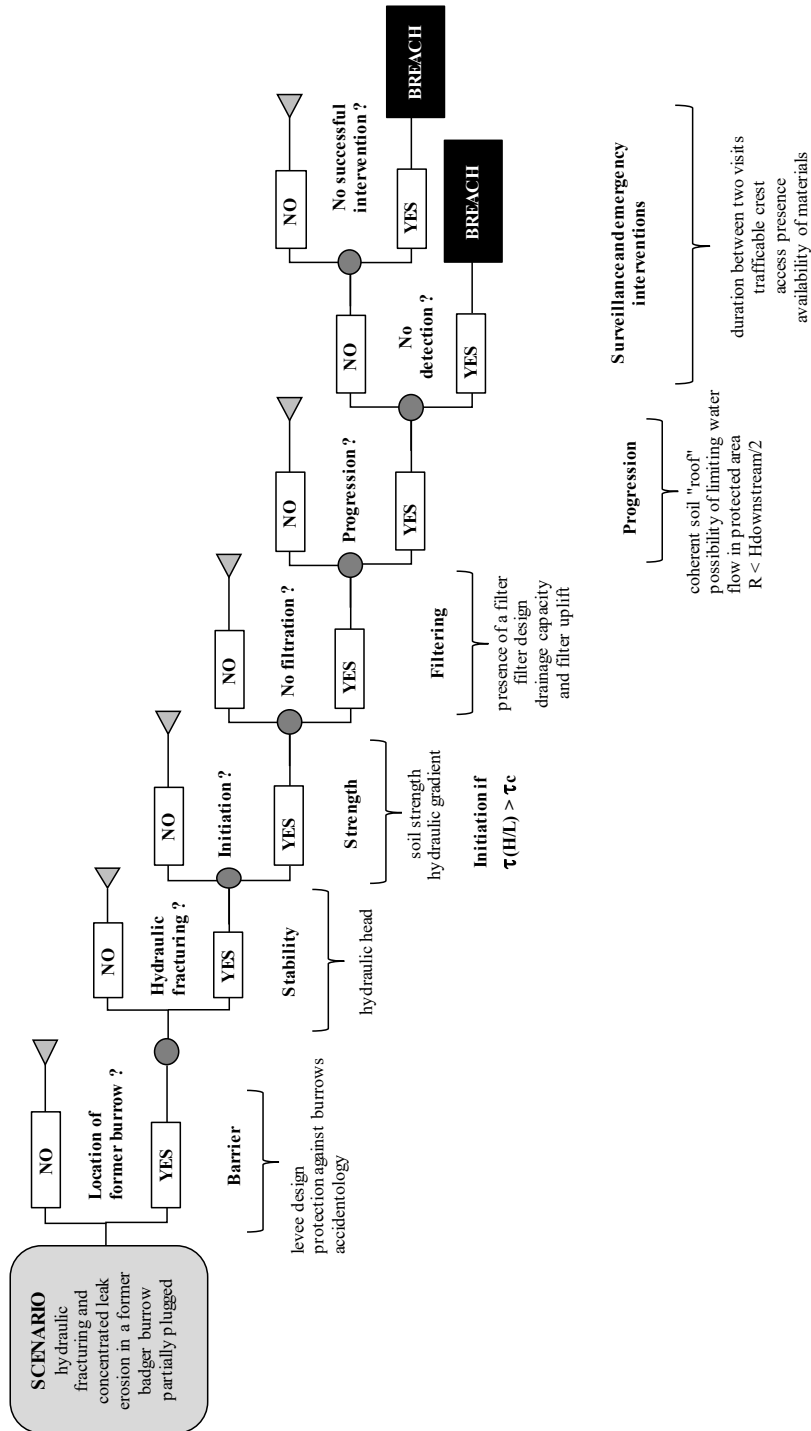 SCENARIO
hydraulic
fracturing and
concentrated leak
erosion in a former
badger burrow
partially plugged
NO
Location of
former burrow ?
YES
Barrier
levee design
protection against burrows
accidentology
NO
Hydraulic
fracturing ?
YES
Stability
hydraulic head
NO
Initiation ?
YES
Strength
soil strength
hydraulic gradient
Initiation if
τ(H/L) > τc
NO
No filtration ?
YES
Filtering
presence of a filter
filter design
drainage capacity
and filter uplift
NO
Progression ?
YES
Progression
coherent soil "roof"
possibility of limiting water
flow in protected area
R < Hdownstream/2
NO
No
detection ?
YES
BREACH
NO
No successful
intervention ?
YES
BREACH
Surveillance and emergency
interventions
duration between two visits
trafficable crest
access presence
availability of materials